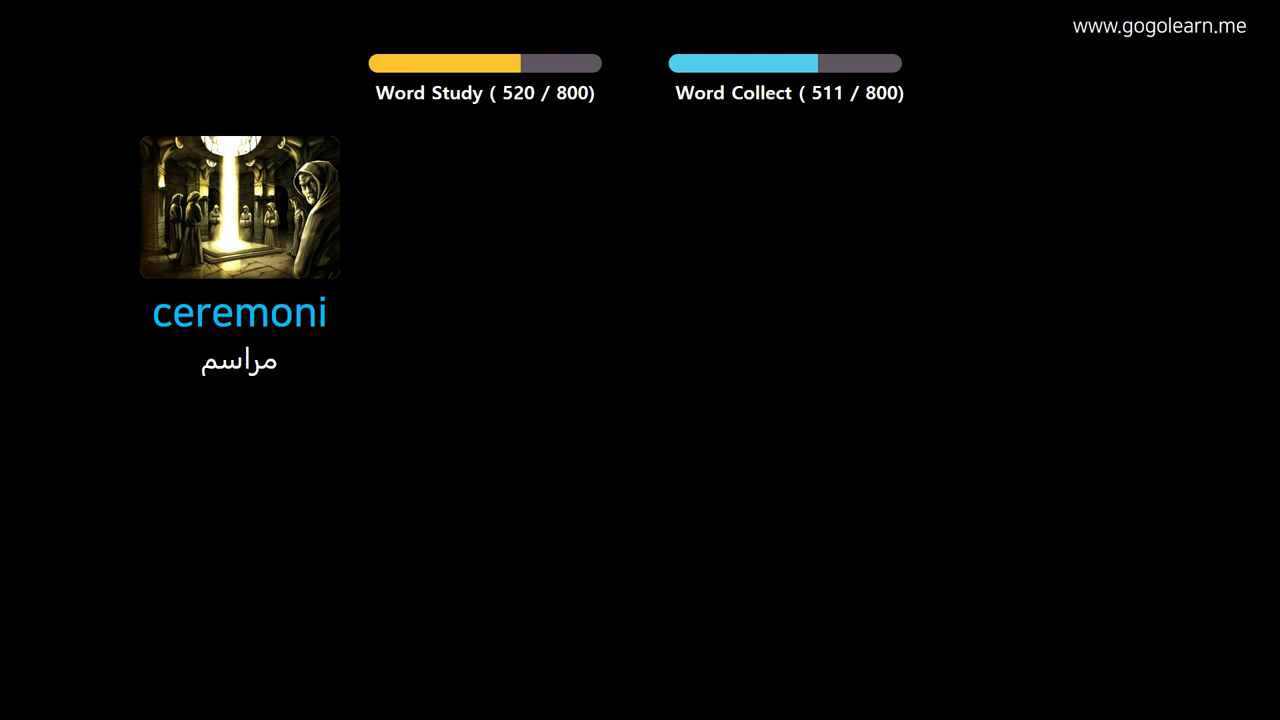 www.gogolearn.me
Word Study ( 520 / 800)
Word Collect ( 511 / 800)
ceremoni
مراسم